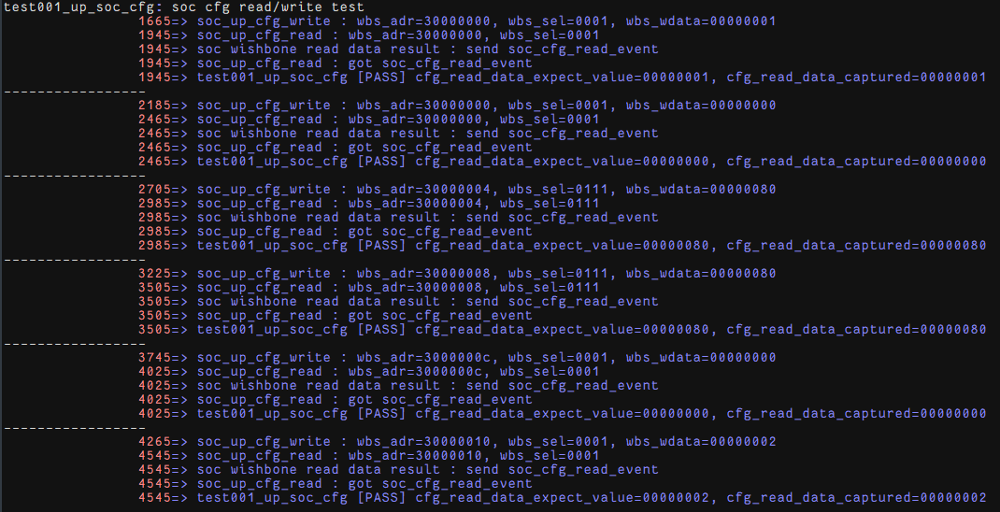 test001_up_soc_cfg: soc cfg read/write test
1665=> soc_up_cfg_write : wbs_adr=30000000, wbs_sel=0001, wbs_wdata=00000001
1945=> soc_up_cfg_read : wbs_adr=30000000, wbs_sel=0001
1945=> soc wishbone read data result : send soc_cfg_read_event
1945=> soc_up_cfg_read : got soc_cfg_read_event
1945=> test001_up_soc_cfg [PASS] cfg_read_data_expect_value=00000001, cfg_read_data_captured=00000001
-----------------
2185=> soc_up_cfg_write : wbs_adr=30000000, wbs_sel=0001, wbs_wdata=00000000
2465=> soc_up_cfg_read : wbs_adr=30000000, wbs_sel=0001
2465=> soc wishbone read data result : send soc_cfg_read_event
2465=> soc_up_cfg_read : got soc_cfg_read_event
2465=> test001_up_soc_cfg [PASS] cfg_read_data_expect_value=00000000, cfg_read_data_captured=00000000
-----------------
2705=> soc_up_cfg_write : wbs_adr=30000004, wbs_sel=0111, wbs_wdata=00000080
2985=> soc_up_cfg_read : wbs_adr=30000004, wbs_sel=0111
2985=> soc wishbone read data result : send soc_cfg_read_event
2985=> soc_up_cfg_read : got soc_cfg_read_event
2985=> test001_up_soc_cfg [PASS] cfg_read_data_expect_value=00000080, cfg_read_data_captured=00000080
-----------------
3225=> soc_up_cfg_write : wbs_adr=30000008, wbs_sel=0111, wbs_wdata=00000080
3505=> soc_up_cfg_read : wbs_adr=30000008, wbs_sel=0111
3505=> soc wishbone read data result : send soc_cfg_read_event
3505=> soc_up_cfg_read : got soc_cfg_read_event
3505=> test001_up_soc_cfg [PASS] cfg_read_data_expect_value=00000080, cfg_read_data_captured=00000080
-----------------
3745=> soc_up_cfg_write : wbs_adr=3000000c, wbs_sel=0001, wbs_wdata=00000000
4025=> soc_up_cfg_read : wbs_adr=3000000c, wbs_sel=0001
4025=> soc wishbone read data result : send soc_cfg_read_event
4025=> soc_up_cfg_read : got soc_cfg_read_event
4025=> test001_up_soc_cfg [PASS] cfg_read_data_expect_value=00000000, cfg_read_data_captured=00000000
-----------------
4265=> soc_up_cfg_write : wbs_adr=30000010, wbs_sel=0001, wbs_wdata=00000002
4545=> soc_up_cfg_read : wbs_adr=30000010, wbs_sel=0001
4545=> soc wishbone read data result : send soc_cfg_read_event
4545=> soc_up_cfg_read : got soc_cfg_read_event
4545=> test001_up_soc_cfg [PASS] cfg_read_data_expect_value=00000002, cfg_read_data_captured=00000002